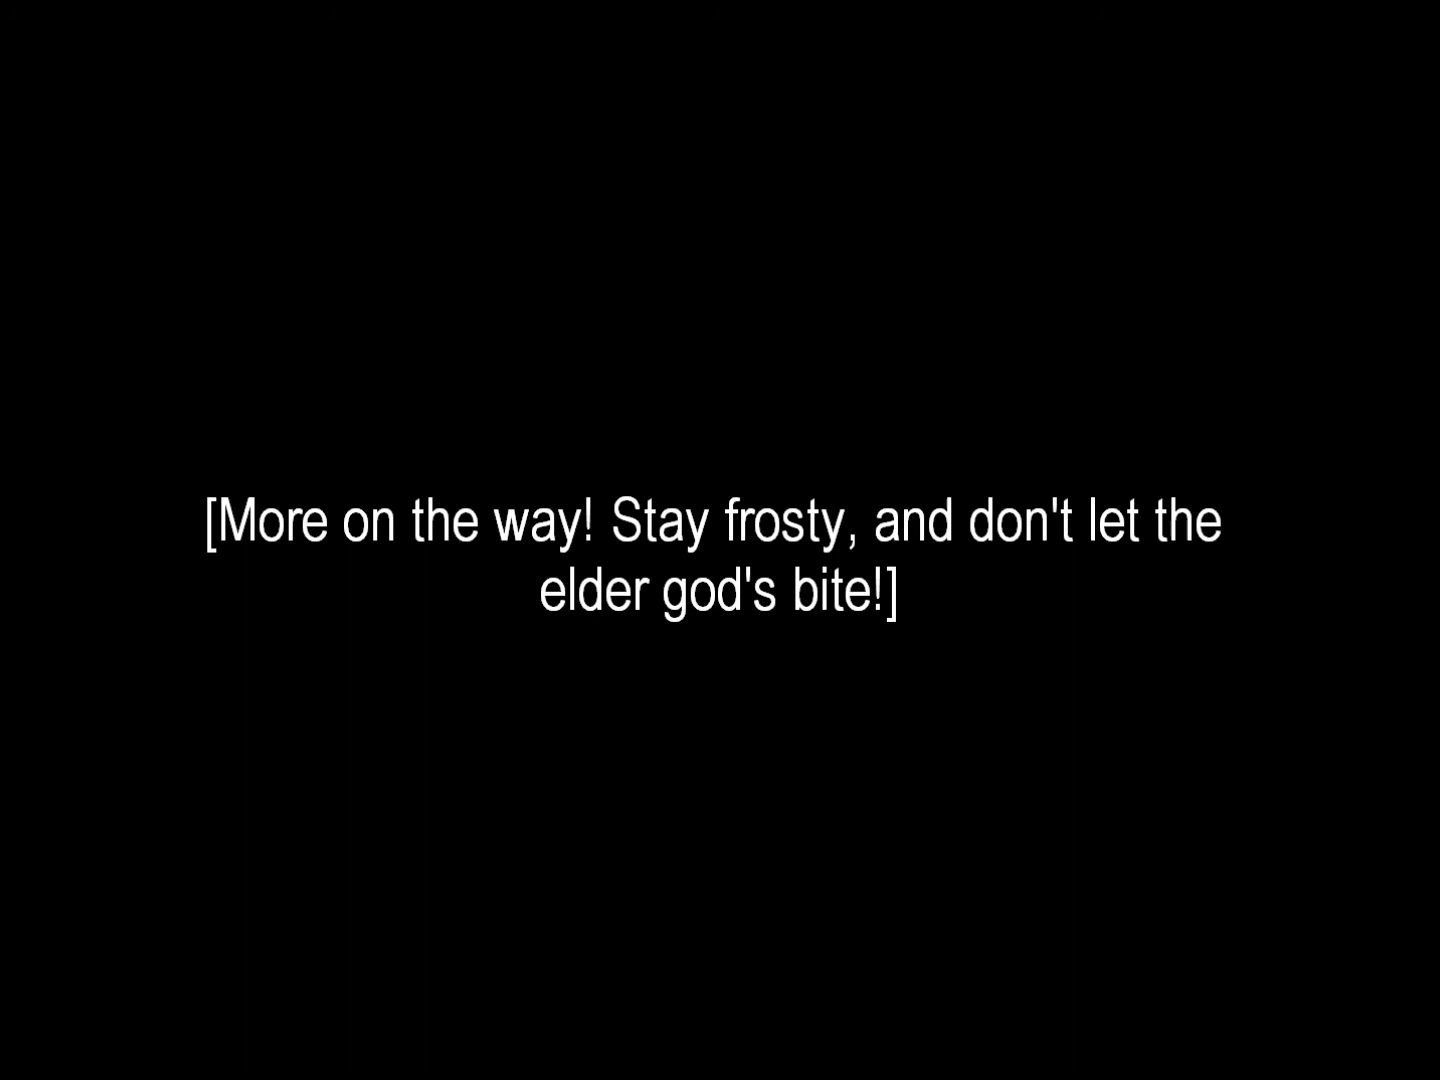 [More on the way! Stay frosty, and don't let the
elder god's bite!]